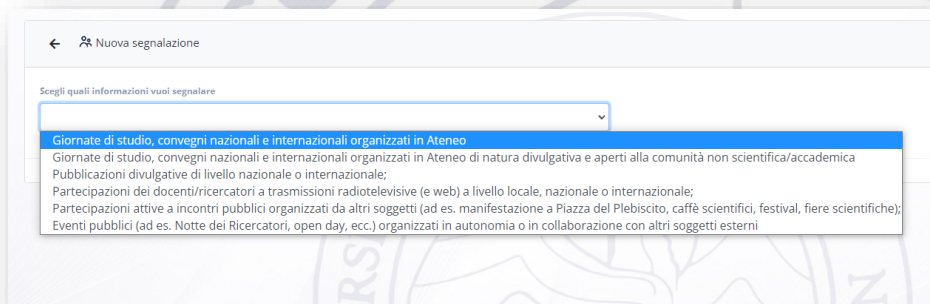 Nuova segnalazione
Scegli quali informazioni vuoi segnalare
Giornate di studio, convegni nazionali e internazionali organizzati in Ateneo
Giornate di studio, convegni nazionali e internazionali organizzati in Ateneo di natura divulgativa e aperti alla comunità non scientifica/accademica
Pubblicazioni divulgative di livello nazionale o internazionale;
Partecipazioni dei docenti/ricercatori a trasmissioni radiotelevisive (e web) a livello locale, nazionale o internazionale;
Partecipazioni attive a incontri pubblici organizzati da altri soggetti (ad es. manifestazione a Piazza del Plebiscito, caffè scientifici, festival, fiere scientifiche);
Eventi pubblici (ad es. Notte dei Ricercatori, open day, ecc.) organizzati in autonomia o in collaborazione con altri soggetti esterni